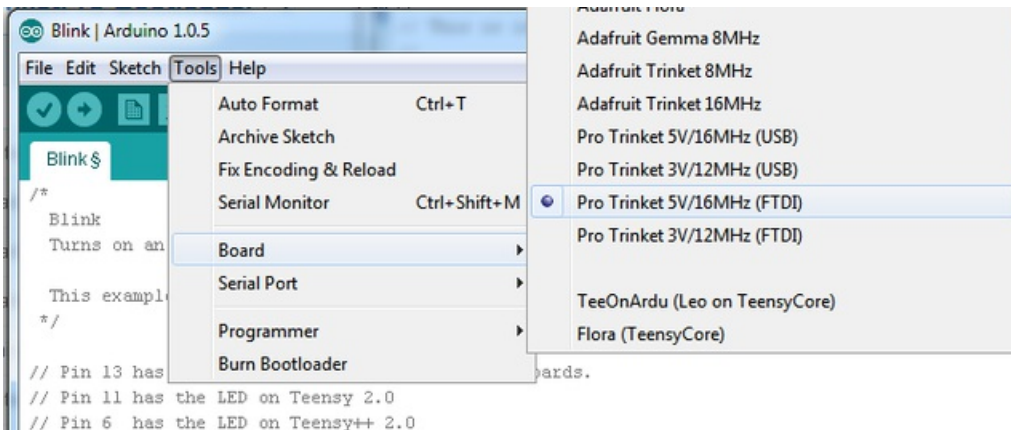 Blink | Arduino 1.0.5
File Edit Sketch Tools Help
Blink §
/*
Blink
Turns on an
This exampl
*/
// Pin 13 has
ards.
// Pin 11 has the LED on Teensy 2.0
// Pin 6 has the LED on Teensy++ 2.0
Auto Format Ctrl+T
Archive Sketch
Fix Encoding & Reload
Serial Monitor Ctrl+Shift+M
Board
Serial Port
Programmer
Burn Bootloader
Adafruit Flora
Adafruit Gemma 8MHz
Adafruit Trinket 8MHz
Adafruit Trinket 16MHz
Pro Trinket 5V/16MHz (USB)
Pro Trinket 3V/12MHz (USB)
Pro Trinket 5V/16MHz (FTDI)
Pro Trinket 3V/12MHz (FTDI)
TeeOnArdu (Leo on TeensyCore)
Flora (TeensyCore)